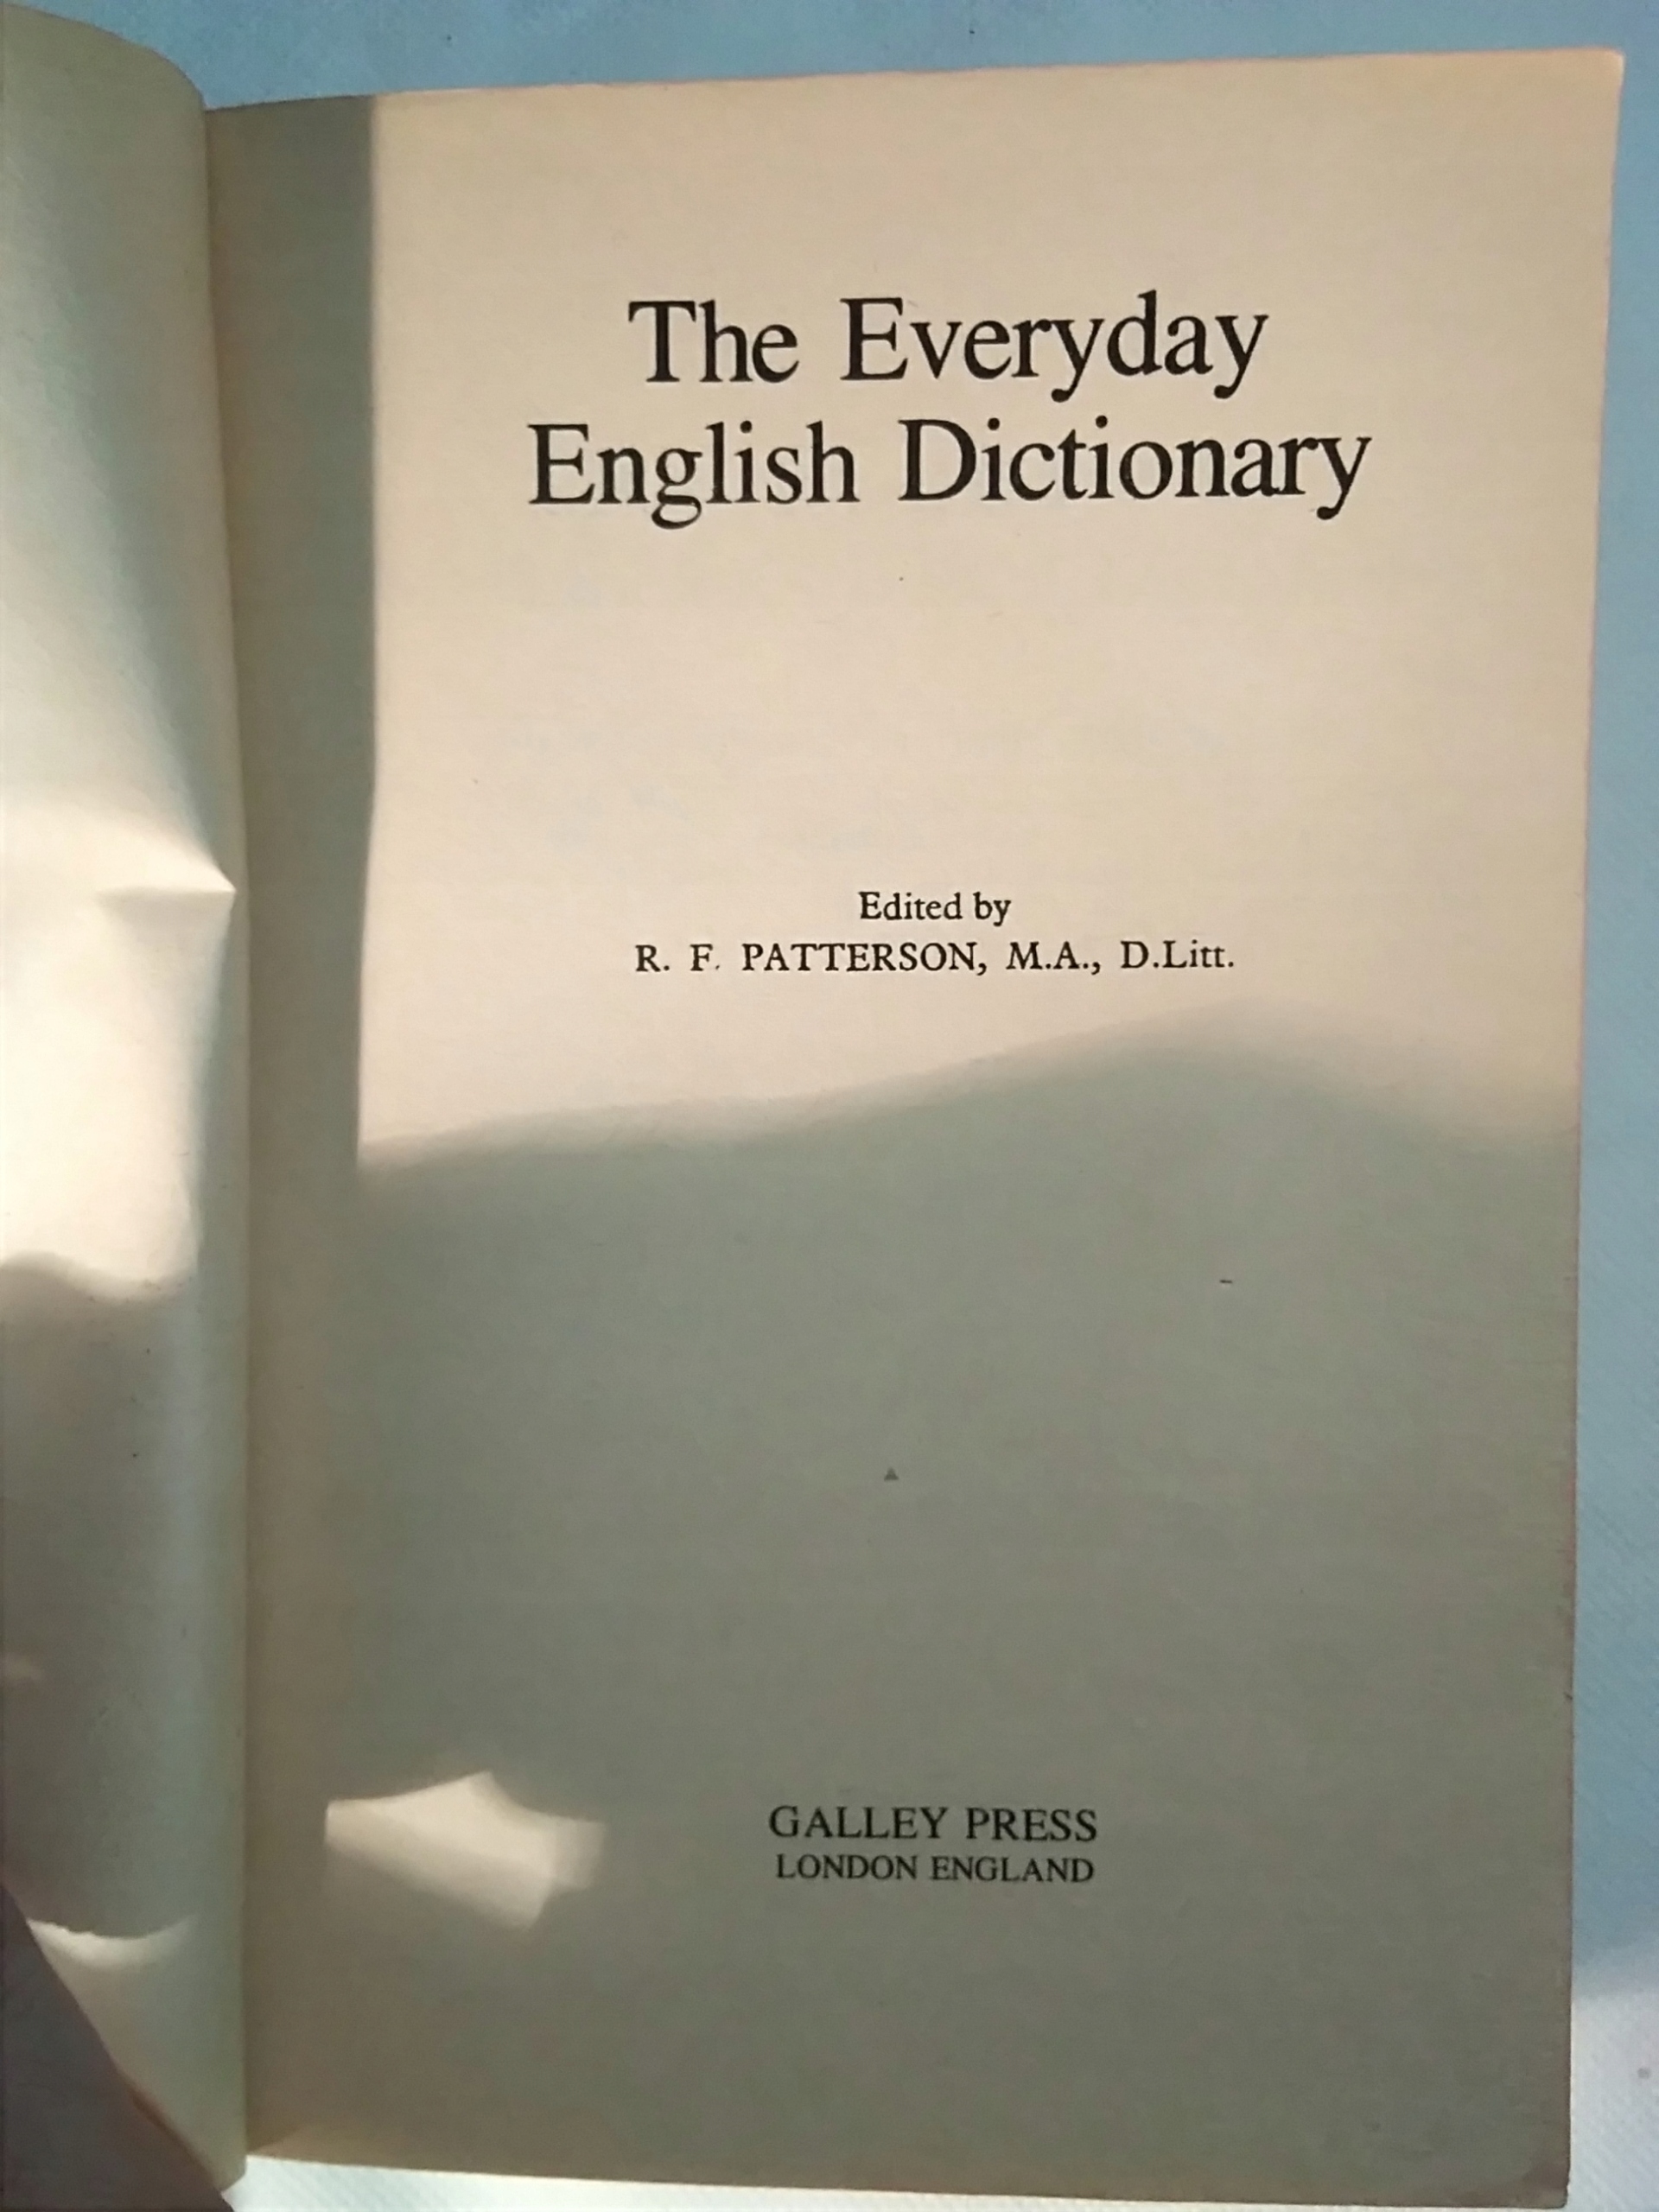 The Everyday
English Dictionary
Edited by
R. F. PATTERSON, M.A., D.Litt.
GALLEY PRESS
LONDON ENGLAND